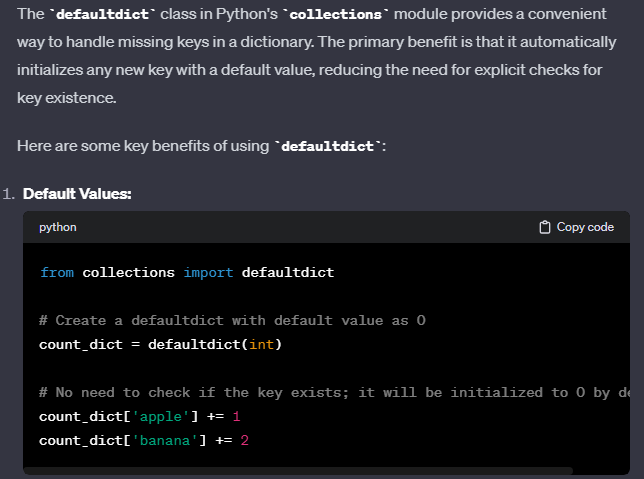 The `defaultdict` class in Python's `collections` module provides a convenient
way to handle missing keys in a dictionary. The primary benefit is that it automatically
initializes any new key with a default value, reducing the need for explicit checks for
key existence.
Here are some key benefits of using `defaultdict`:
1. Default Values:
python Copy code
from collections import defaultdict
# Create a defaultdict with default value as 0
count_dict = defaultdict(int)
# No need to check if the key exists; it will be initialized to 0 by
count_dict['apple'] += 1
count_dict['banana'] += 2